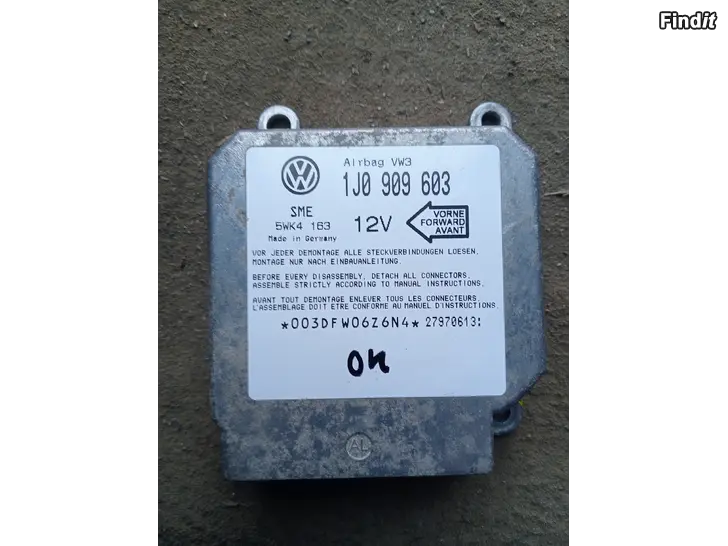 Findit
Airbag VW3
1J0 909 603
SME
5WK4 163
Made in Germany
12V
VORNE
FORWARD
AVANT
VOR JEDER DEMONTAGE ALLE STECKVERBINDUNGEN LOESEN.
MONTAGE NUR NACH EINBAUANLEITUNG.
BEFORE EVERY DISASSEMBLY, DETACH ALL CONNECTORS.
ASSEMBLE STRICTLY ACCORDING TO MANUAL INSTRUCTIONS.
AVANT TOUT DEMONTAGE ENLEVER TOUS LES CONNECTEURS
L'ASSEMBLAGE DOIT ETRE CONFORME AU MANUEL D'INSTRUCTIONS.
*003DFW06Z6N4* 27970613
OK
AL